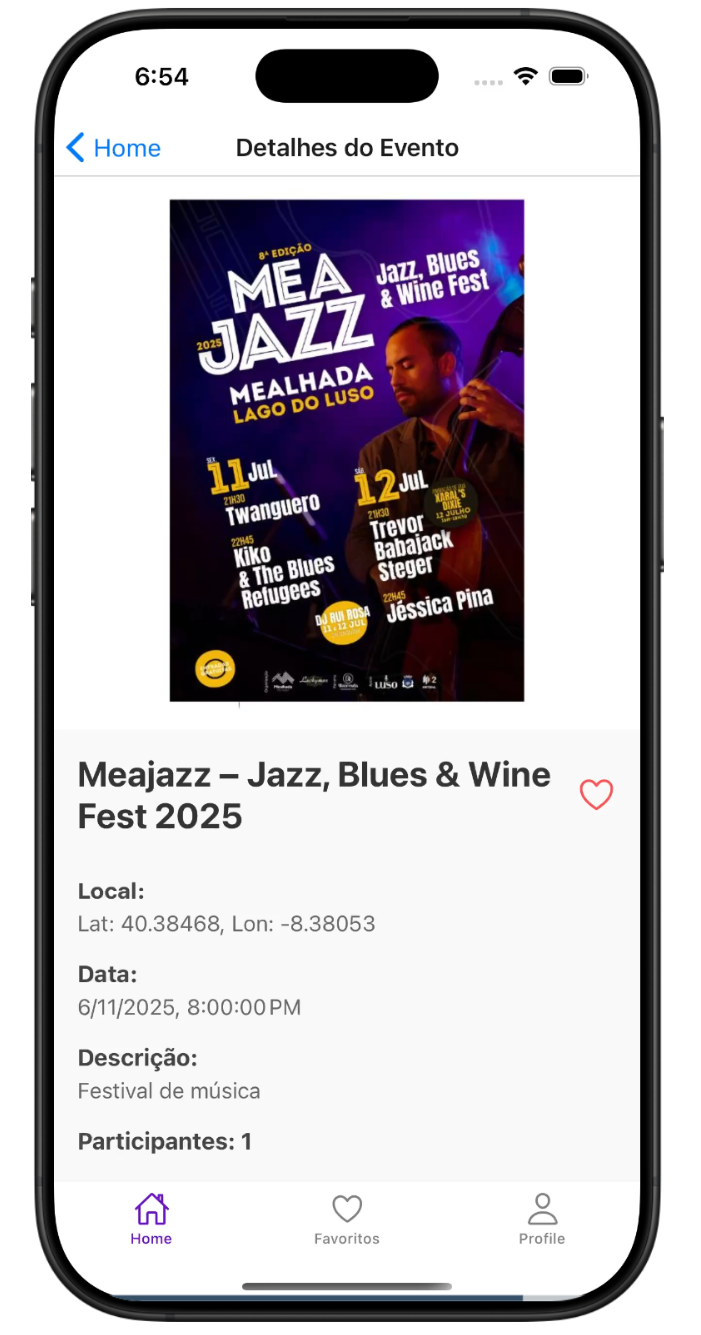 6:54
Home
Detalhes do Evento
8ª EDIÇÃO
MEA
JAZZ
2025
Jazz, Blues
& Wine Fest
MEALHADA
LAGO DO LUSO
SEX
11 JUL
21H30
Twanguero
22H45
Kiko
& The Blues
Refugees
SÁB
12 JUL
21H30
Trevor
Babajack
Steger
22H45
Jéssica Pina
XARAL'S
DIXIE
12 JULHO
DJ RUI ROSA
11 E 12 JUL
LUSO
Meajazz – Jazz, Blues & Wine
Fest 2025
Local:
Lat: 40.38468, Lon: -8.38053
Data:
6/11/2025, 8:00:00 PM
Descrição:
Festival de música
Participantes: 1
Home
Favoritos
Profile